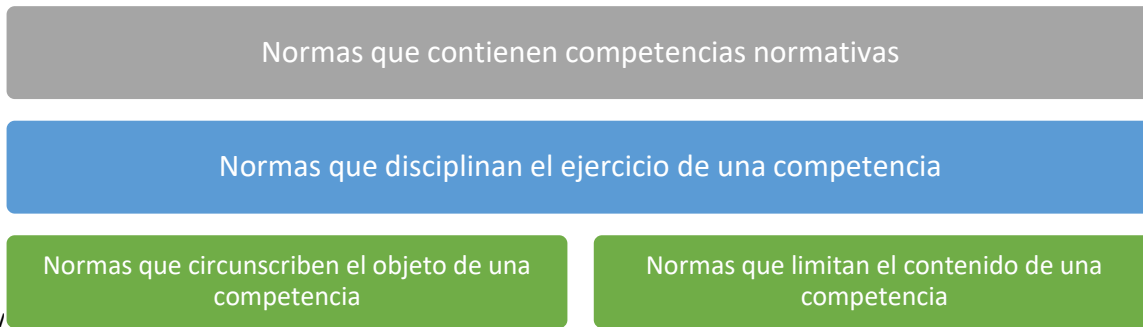 Normas que contienen competencias normativas
Normas que disciplinan el ejercicio de una competencia
Normas que circunscriben el objeto de una
competencia
Normas que limitan el contenido de una
competencia